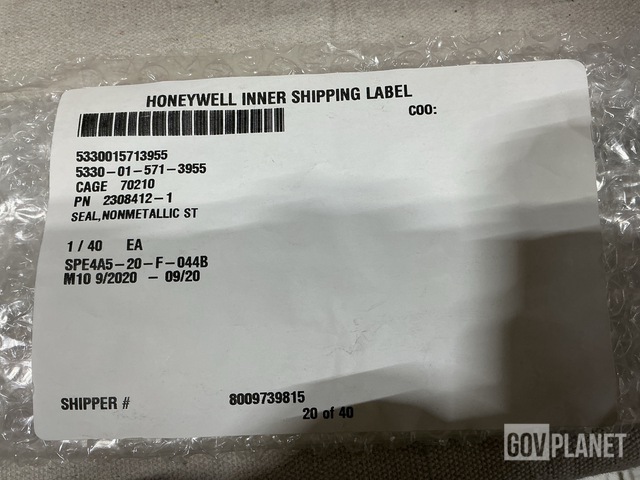 HONEYWELL INNER SHIPPING LABEL
COO:
5330015713955
5330-01-571-3955
CAGE 70210
PN 2308412-1
SEAL,NONMETALLIC ST
1 / 40 EA
SPE4A5-20-F-044B
M10 9/2020 - 09/20
SHIPPER # 8009739815
20 of 40
GOVPLANET